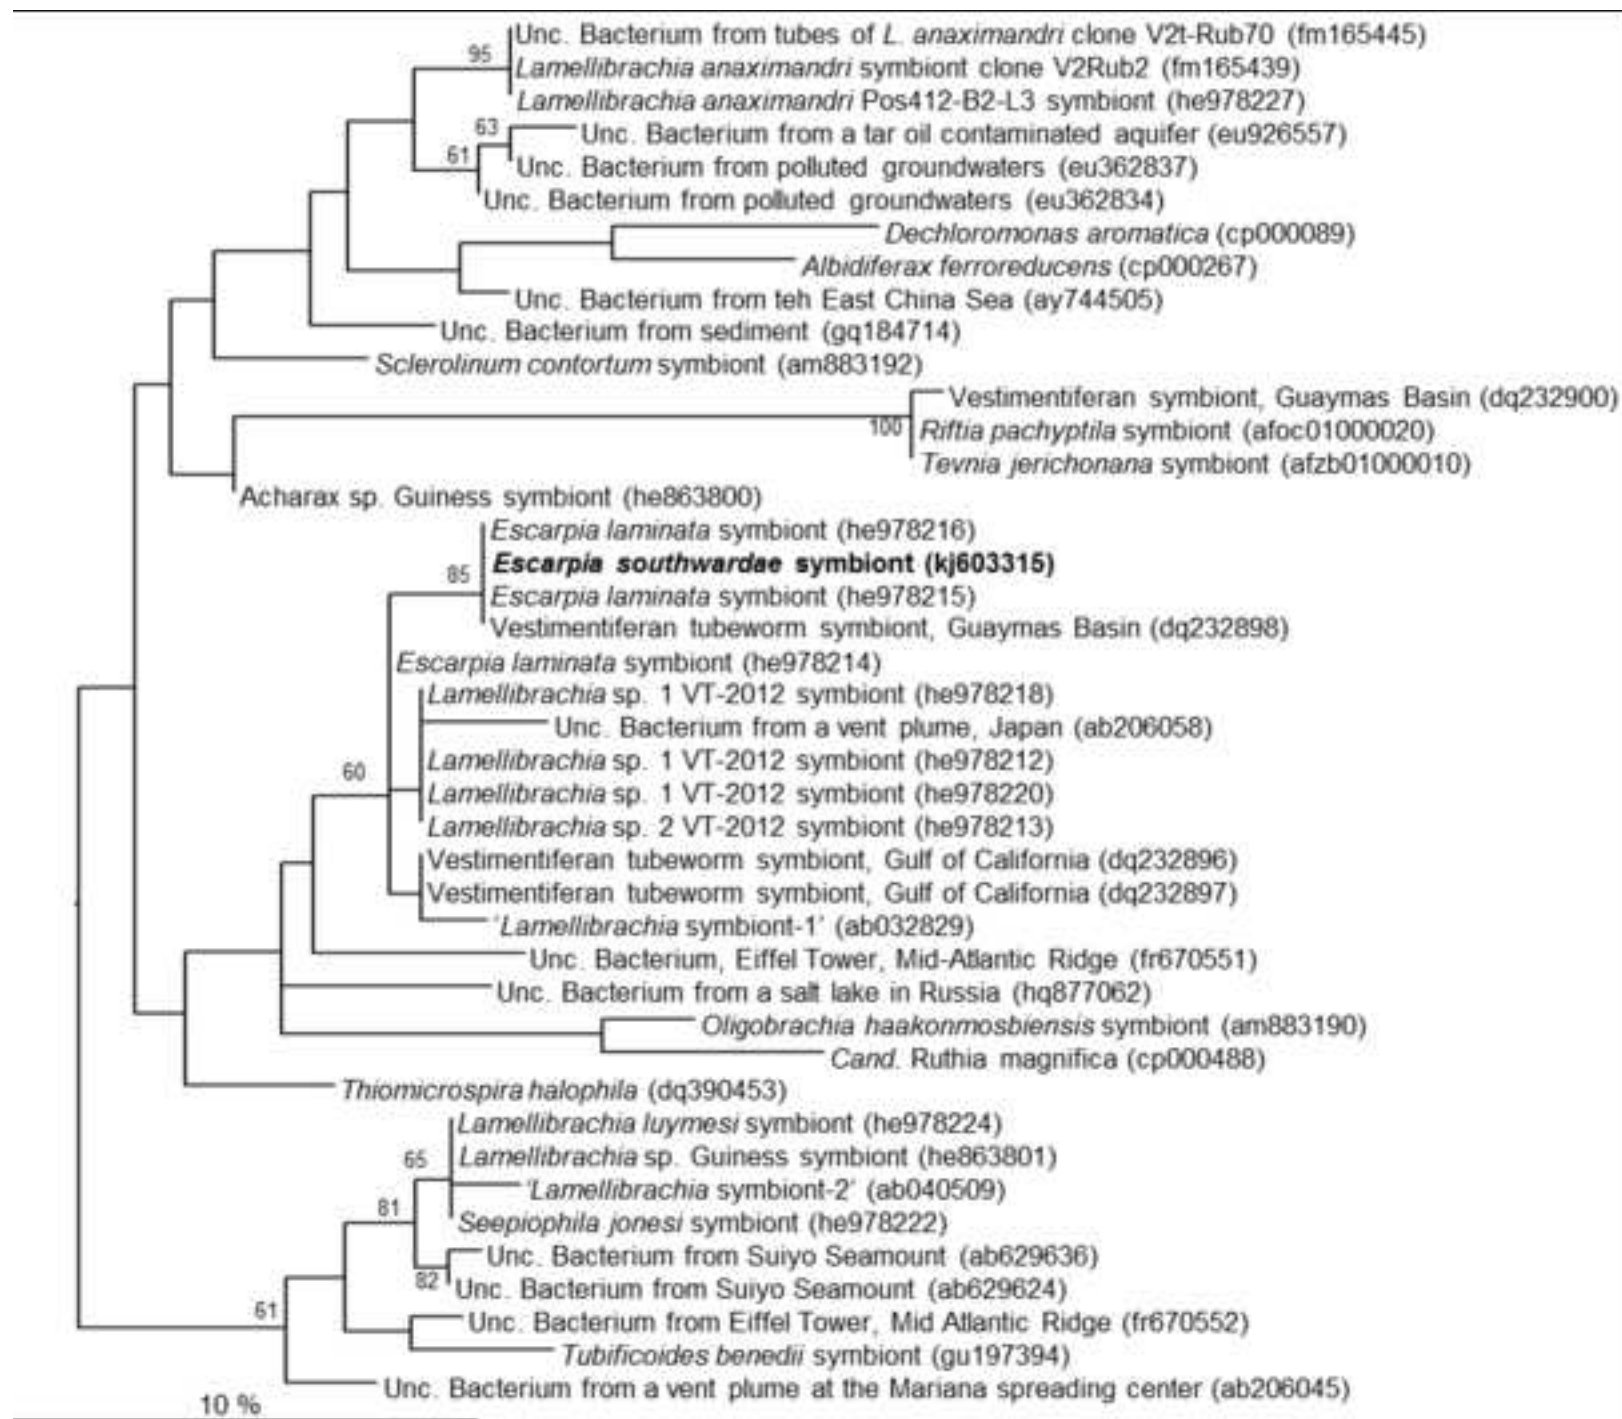 Unc. Bacterium from tubes of L. anaximandri clone V2t-Rub70 (fm165445)
95
Lamellibrachia anaximandri symbiont clone V2Rub2 (fm165439)
Lamellibrachia anaximandri Pos412-B2-L3 symbiont (he978227)
63
Unc. Bacterium from a tar oil contaminated aquifer (eu926557)
61
Unc. Bacterium from polluted groundwaters (eu362837)
Unc. Bacterium from polluted groundwaters (eu362834)
Dechloromonas aromatica (cp000089)
Albidiferax ferroreducens (cp000267)
Unc. Bacterium from teh East China Sea (ay744505)
Unc. Bacterium from sediment (gq184714)
Sclerolinum contortum symbiont (am883192)
Vestimentiferan symbiont, Guaymas Basin (dq232900)
100
Riftia pachyptila symbiont (afoc01000020)
Tevnia jerichonana symbiont (afzb01000010)
Acharax sp. Guiness symbiont (he863800)
Escarpia laminata symbiont (he978216)
Escarpia southwardae symbiont (kj603315)
85
Escarpia laminata symbiont (he978215)
Vestimentiferan tubeworm symbiont, Guaymas Basin (dq232898)
Escarpia laminata symbiont (he978214)
Lamellibrachia sp. 1 VT-2012 symbiont (he978218)
Unc. Bacterium from a vent plume, Japan (ab206058)
Lamellibrachia sp. 1 VT-2012 symbiont (he978212)
60
Lamellibrachia sp. 1 VT-2012 symbiont (he978220)
Lamellibrachia sp. 2 VT-2012 symbiont (he978213)
Vestimentiferan tubeworm symbiont, Gulf of California (dq232896)
Vestimentiferan tubeworm symbiont, Gulf of California (dq232897)
'Lamellibrachia symbiont-1' (ab032829)
Unc. Bacterium, Eiffel Tower, Mid-Atlantic Ridge (fr670551)
Unc. Bacterium from a salt lake in Russia (hq877062)
Oligobrachia haakonmosbiensis symbiont (am883190)
Cand. Ruthia magnifica (cp000488)
Thiomicrospira halophila (dq390453)
Lamellibrachia luymesi symbiont (he978224)
65
Lamellibrachia sp. Guiness symbiont (he863801)
'Lamellibrachia symbiont-2' (ab040509)
81
Seepiophila jonesi symbiont (he978222)
Unc. Bacterium from Suiyo Seamount (ab629636)
82
Unc. Bacterium from Suiyo Seamount (ab629624)
61
Unc. Bacterium from Eiffel Tower, Mid Atlantic Ridge (fr670552)
Tubificoides benedii symbiont (gu197394)
Unc. Bacterium from a vent plume at the Mariana spreading center (ab206045)
10 %